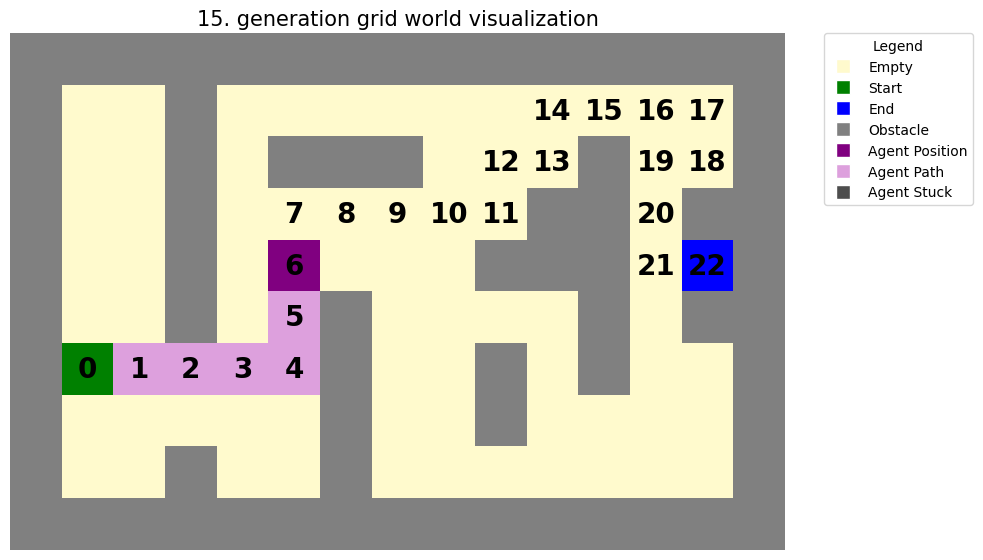 15. generation grid world visualization
Legend
Empty
Start
End
Obstacle
Agent Position
Agent Path
Agent Stuck
14 15 16 17
12 13 19 18
7 8 9 10 11 20
6 21 22
5
0 1 2 3 4